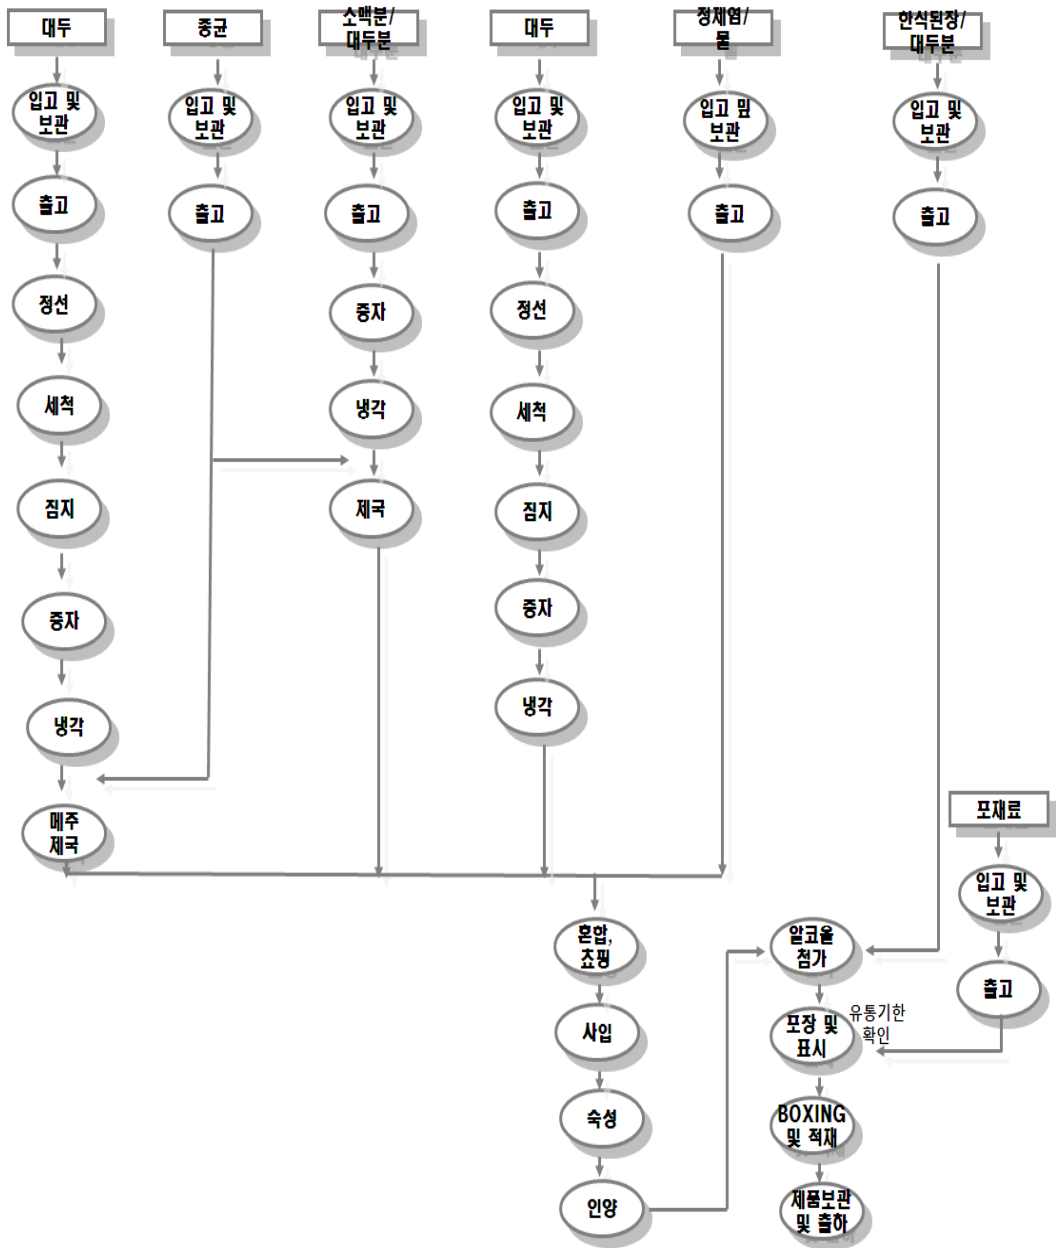 대두
입고 및
보관
출고
정선
세척
짐지
증자
냉각
메주
제국
종균
입고 및
보관
출고
소맥분/
대두분
입고 및
보관
출고
증자
냉각
제국
대두
입고 및
보관
출고
정선
세척
짐지
증자
냉각
정제염/
물
입고 밎
보관
출고
한식된장/
대두분
입고 및
보관
출고
포재료
입고 및
보관
출고
혼합,
쵸핑
사입
숙성
인양
알코올
첨가
포장 및
표시
유통기한
확인
BOXING
및 적재
제품보관
및 출하